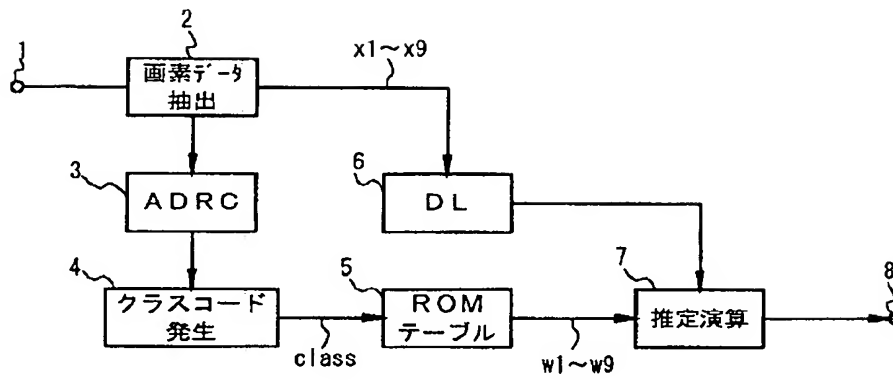 1
2
画素データ
抽出
x1～x9
3
ADRC
6
DL
4
クラスコード
発生
class
5
ROM
テーブル
w1～w9
7
推定演算
8